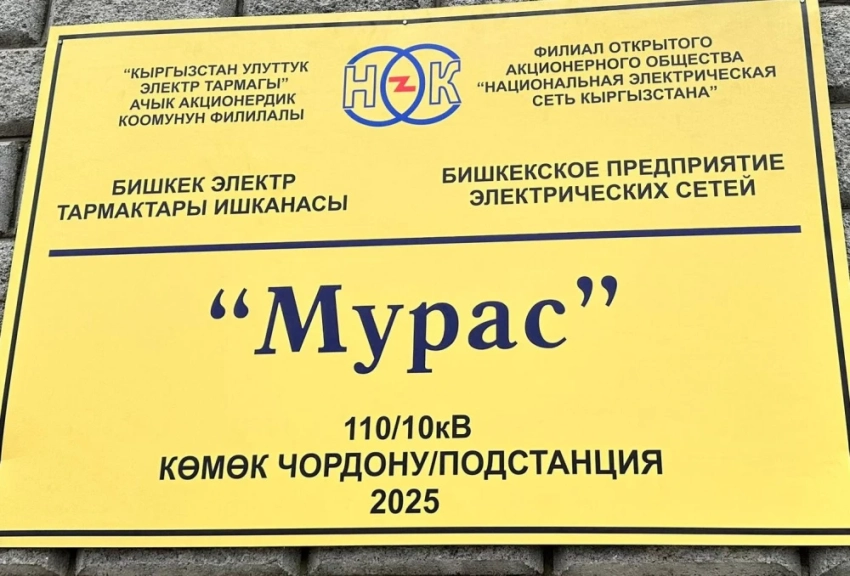 “КЫРГЫЗСТАН УЛУТТУК
ЭЛЕКТР ТАРМАГЫ”
АЧЫК АКЦИОНЕРДИК
КООМУНУН ФИЛИАЛЫ
НЭК
ФИЛИАЛ ОТКРЫТОГО
АКЦИОНЕРНОГО ОБЩЕСТВА
“НАЦИОНАЛЬНАЯ ЭЛЕКТРИЧЕСКАЯ
СЕТЬ КЫРГЫЗСТАНА”
БИШКЕК ЭЛЕКТР
ТАРМАКТАРЫ ИШКАНАСЫ
БИШКЕКСКОЕ ПРЕДПРИЯТИЕ
ЭЛЕКТРИЧЕСКИХ СЕТЕЙ
“Мурас”
110/10кВ
КӨМӨК ЧОРДОНУ/ПОДСТАНЦИЯ
2025